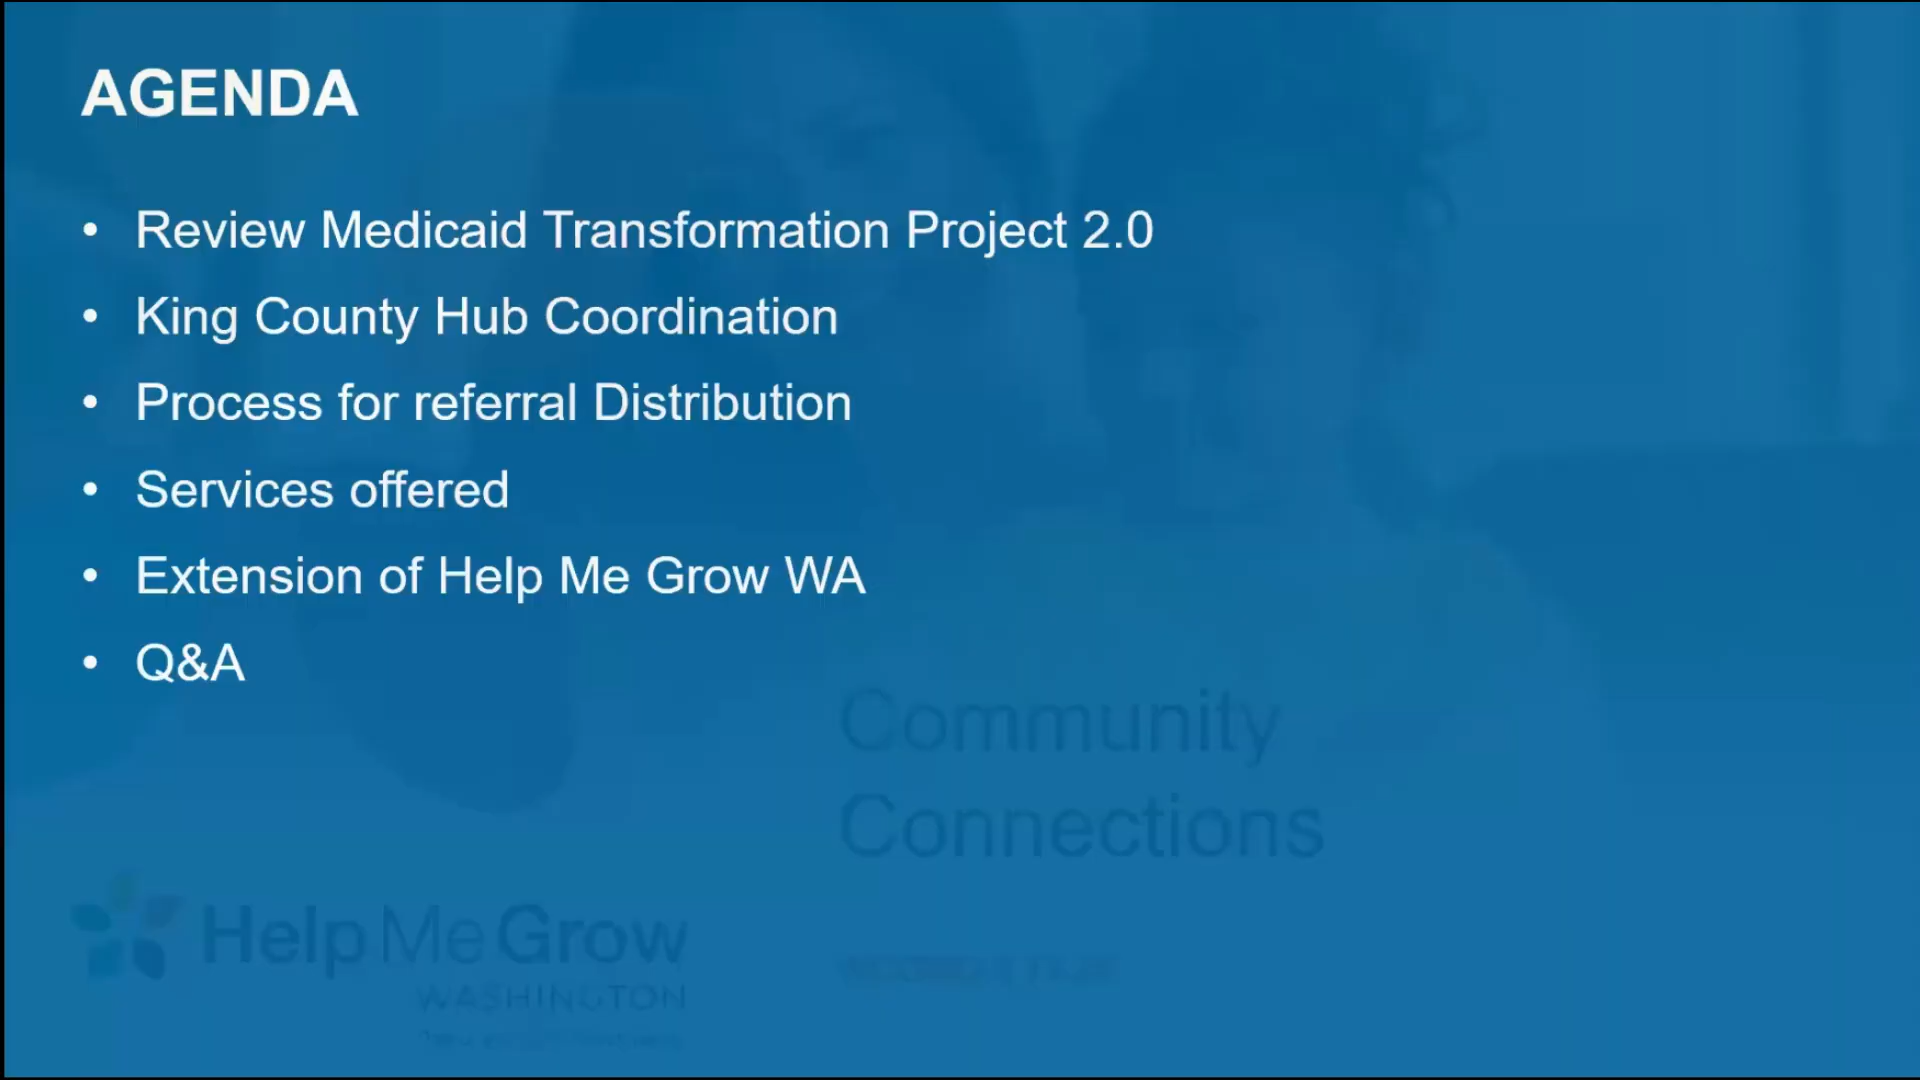 AGENDA
• Review Medicaid Transformation Project 2.0
• King County Hub Coordination
• Process for referral Distribution
• Services offered
• Extension of Help Me Grow WA
• Q&A
Community
Connections
Help Me Grow
WASHINGTON